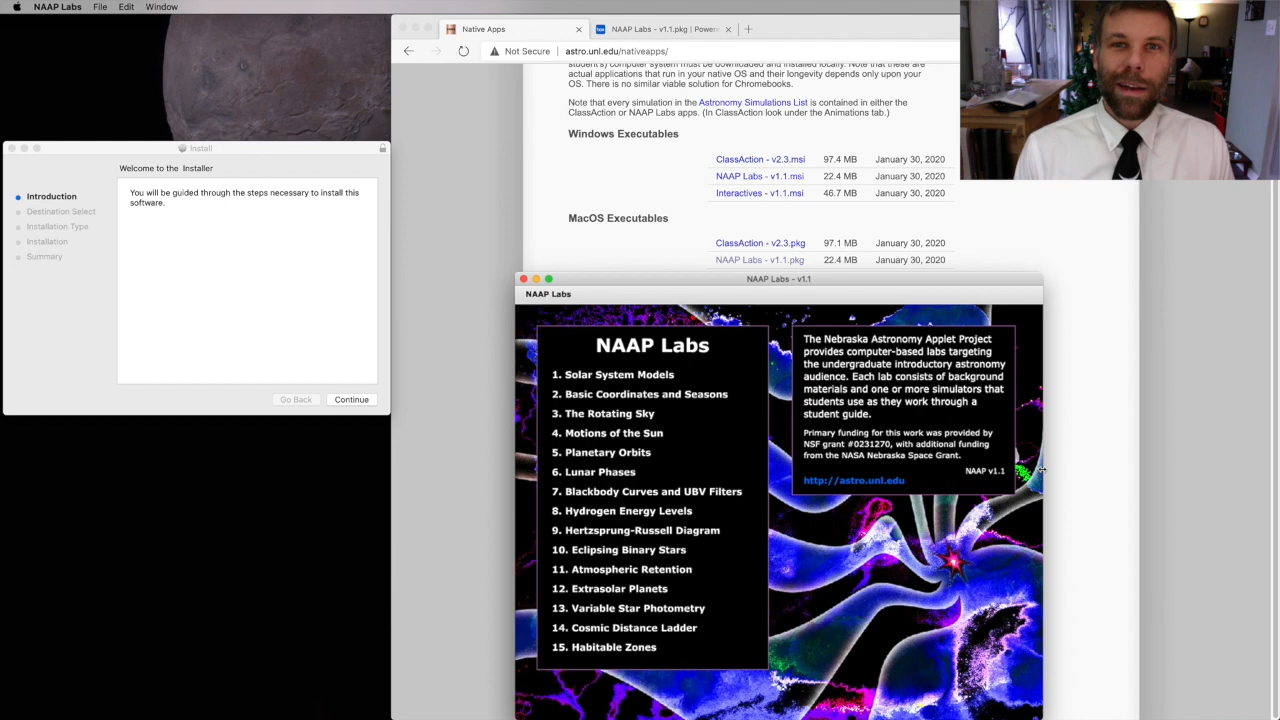 NAAP Labs File Edit Window
Native Apps
NAAP Labs - v1.1.pkg | Power
Not Secure astro.unl.edu/nativeapps/
student's) computer system must be downloaded and installed locally. Note that these are
actual applications that run in your native OS and their longevity depends only upon your
OS. There is no similar viable solution for Chromebooks.
Note that every simulation in the Astronomy Simulations List is contained in either the
ClassAction or NAAP Labs apps. (In ClassAction look under the Animations tab.)
Windows Executables
ClassAction - v2.3.msi 97.4 MB January 30, 2020
NAAP Labs - v1.1.msi 22.4 MB January 30, 2020
Interactives - v1.1.msi 46.7 MB January 30, 2020
MacOS Executables
ClassAction - v2.3.pkg 97.1 MB January 30, 2020
NAAP Labs - v1.1.pkg 22.4 MB January 30, 2020
Install
Welcome to the Installer
Introduction
Destination Select
Installation Type
Installation
Summary
You will be guided through the steps necessary to install this
software.
Go Back Continue
NAAP Labs - v1.1
NAAP Labs
NAAP Labs
1. Solar System Models
2. Basic Coordinates and Seasons
3. The Rotating Sky
4. Motions of the Sun
5. Planetary Orbits
6. Lunar Phases
7. Blackbody Curves and UBV Filters
8. Hydrogen Energy Levels
9. Hertzsprung-Russell Diagram
10. Eclipsing Binary Stars
11. Atmospheric Retention
12. Extrasolar Planets
13. Variable Star Photometry
14. Cosmic Distance Ladder
15. Habitable Zones
The Nebraska Astronomy Applet Project
provides computer-based labs targeting
the undergraduate introductory astronomy
audience. Each lab consists of background
materials and one or more simulators that
students use as they work through a
student guide.
Primary funding for this work was provided by
NSF grant #0231270, with additional funding
from the NASA Nebraska Space Grant.
NAAP v1.1
http://astro.unl.edu